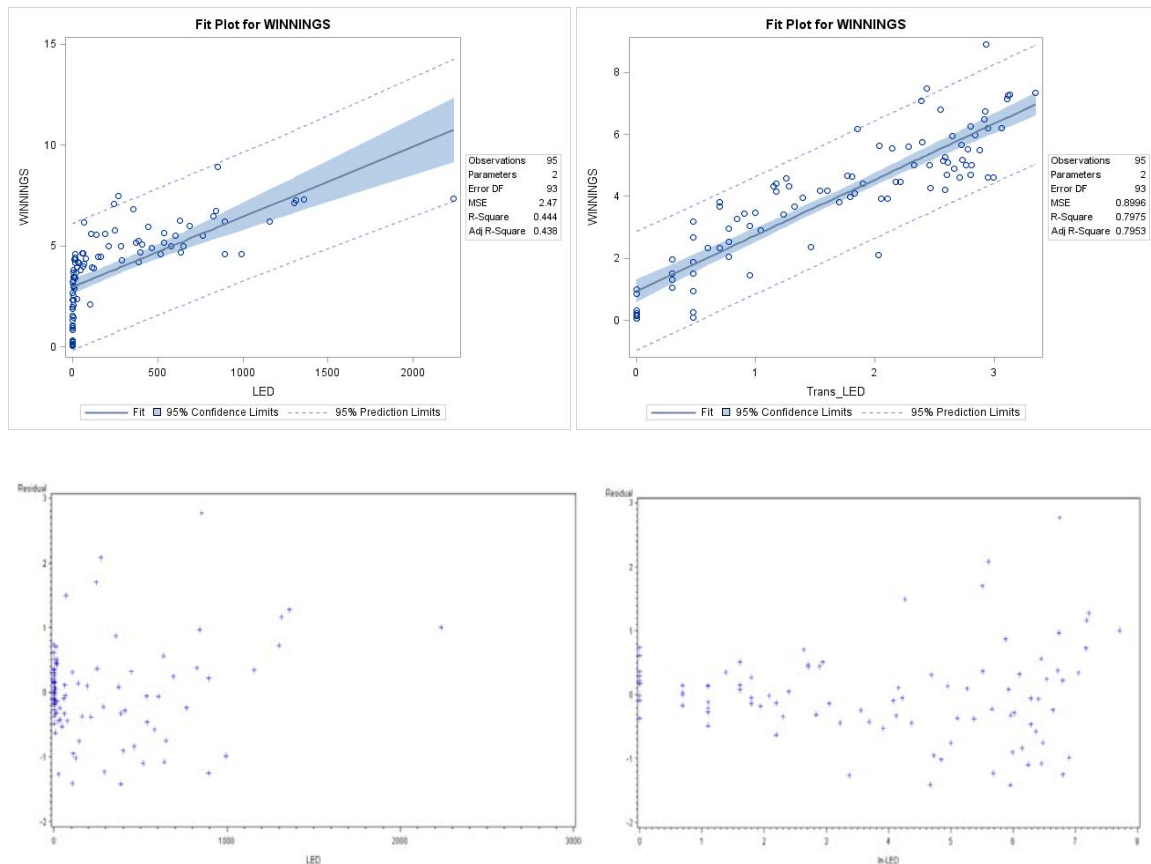 Fit Plot for WINNINGS
15
10
5
0
WINNINGS
0 500 1000 1500 2000
LED
Observations 95
Parameters 2
Error DF 93
MSE 2.47
R-Square 0.444
Adj R-Square 0.438
Fit 95% Confidence Limits 95% Prediction Limits
Fit Plot for WINNINGS
8
6
4
2
0
WINNINGS
0 1 2 3
Trans_LED
Observations 95
Parameters 2
Error DF 93
MSE 0.8996
R-Square 0.7975
Adj R-Square 0.7953
Fit 95% Confidence Limits 95% Prediction Limits
Residual
3
2
1
0
-1
-2
0 1000 2000 3000
LED
Residual
3
2
1
0
-1
-2
0 1 2 3 4 5 6 7 8
ln-LED